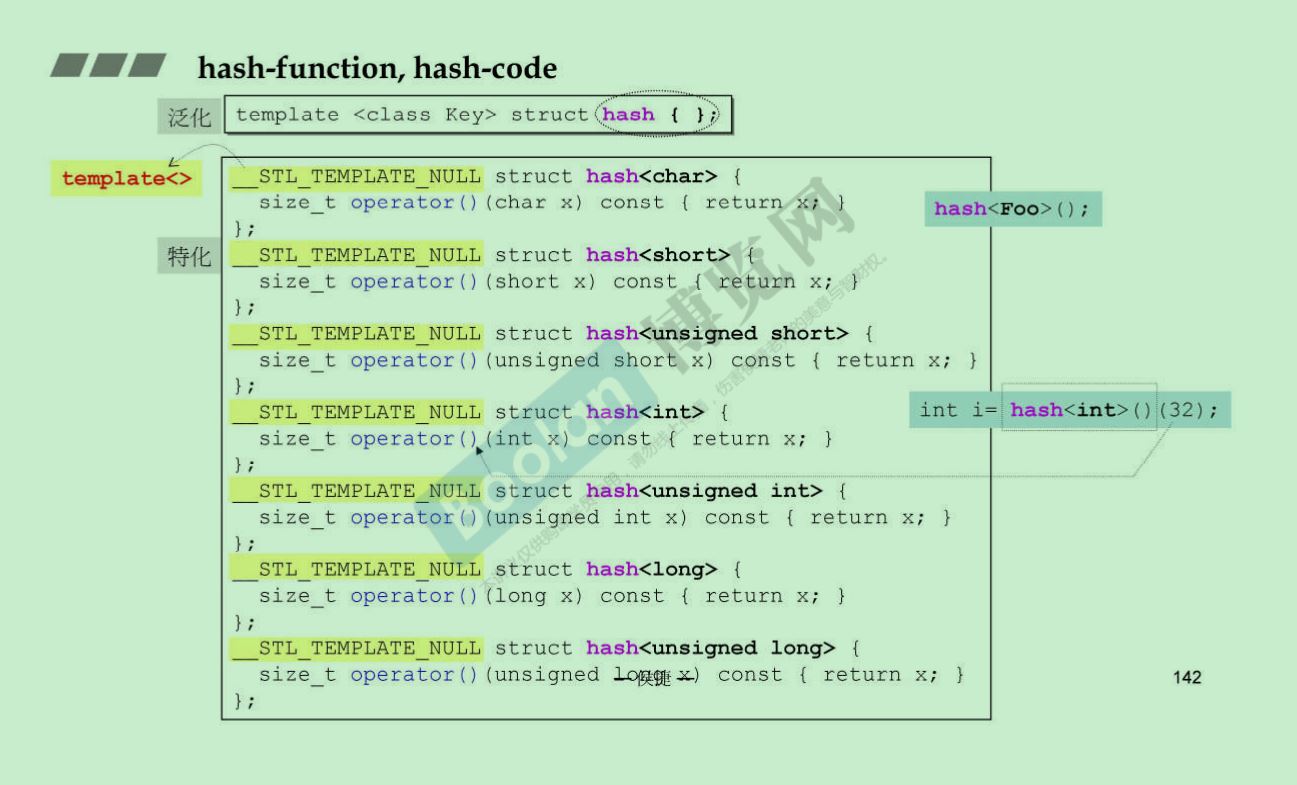 hash-function, hash-code
泛化
template <class Key> struct hash { };
template<>
__STL_TEMPLATE_NULL struct hash<char> {
size_t operator()(char x) const { return x; }
};
hash<Foo>();
特化
__STL_TEMPLATE_NULL struct hash<short> {
size_t operator()(short x) const { return x; }
};
__STL_TEMPLATE_NULL struct hash<unsigned short> {
size_t operator()(unsigned short x) const { return x; }
};
__STL_TEMPLATE_NULL struct hash<int> {
size_t operator()(int x) const { return x; }
};
int i= hash<int>()(32);
__STL_TEMPLATE_NULL struct hash<unsigned int> {
size_t operator()(unsigned int x) const { return x; }
};
__STL_TEMPLATE_NULL struct hash<long> {
size_t operator()(long x) const { return x; }
};
__STL_TEMPLATE_NULL struct hash<unsigned long> {
size_t operator()(unsigned long x) const { return x; }
};
— 侯捷 —
142
Boolan 博览网